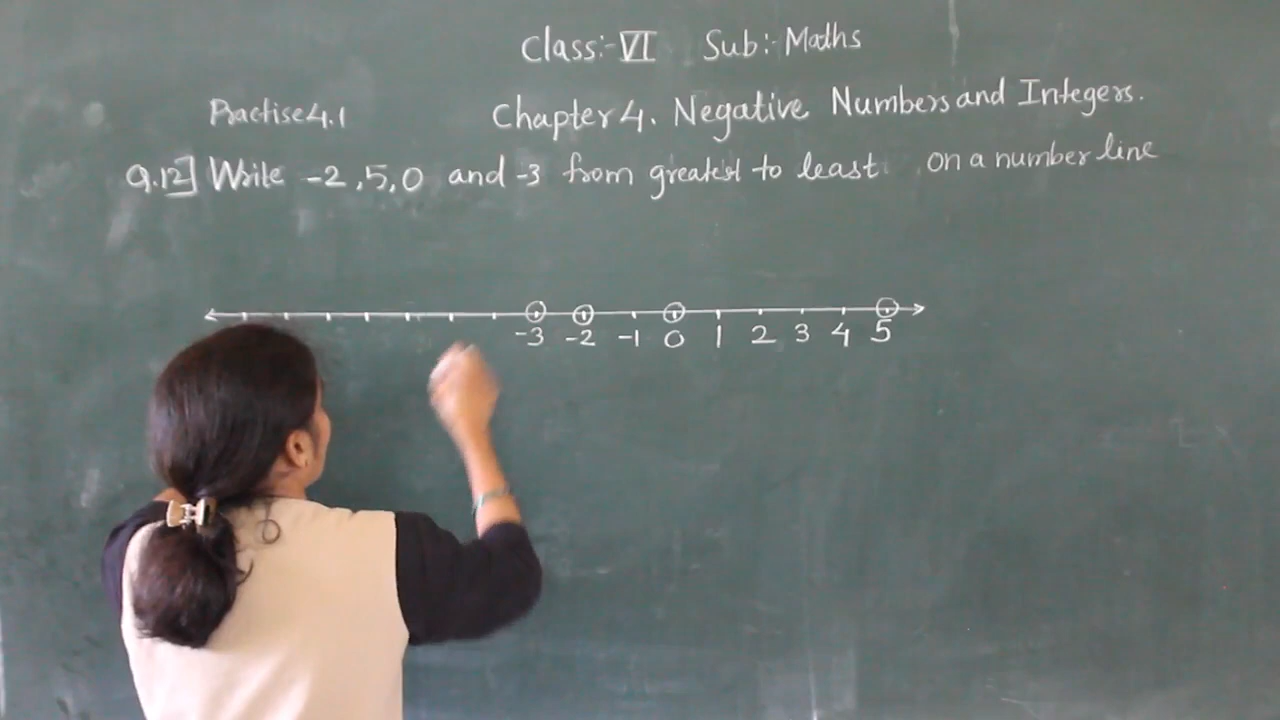 Class:- VI Sub:- Maths
Practise 4.1 Chapter 4. Negative Numbers and Integers.
Q.12] Write -2, 5, 0 and -3 from greatest to least on a number line
-3 -2 -1 0 1 2 3 4 5